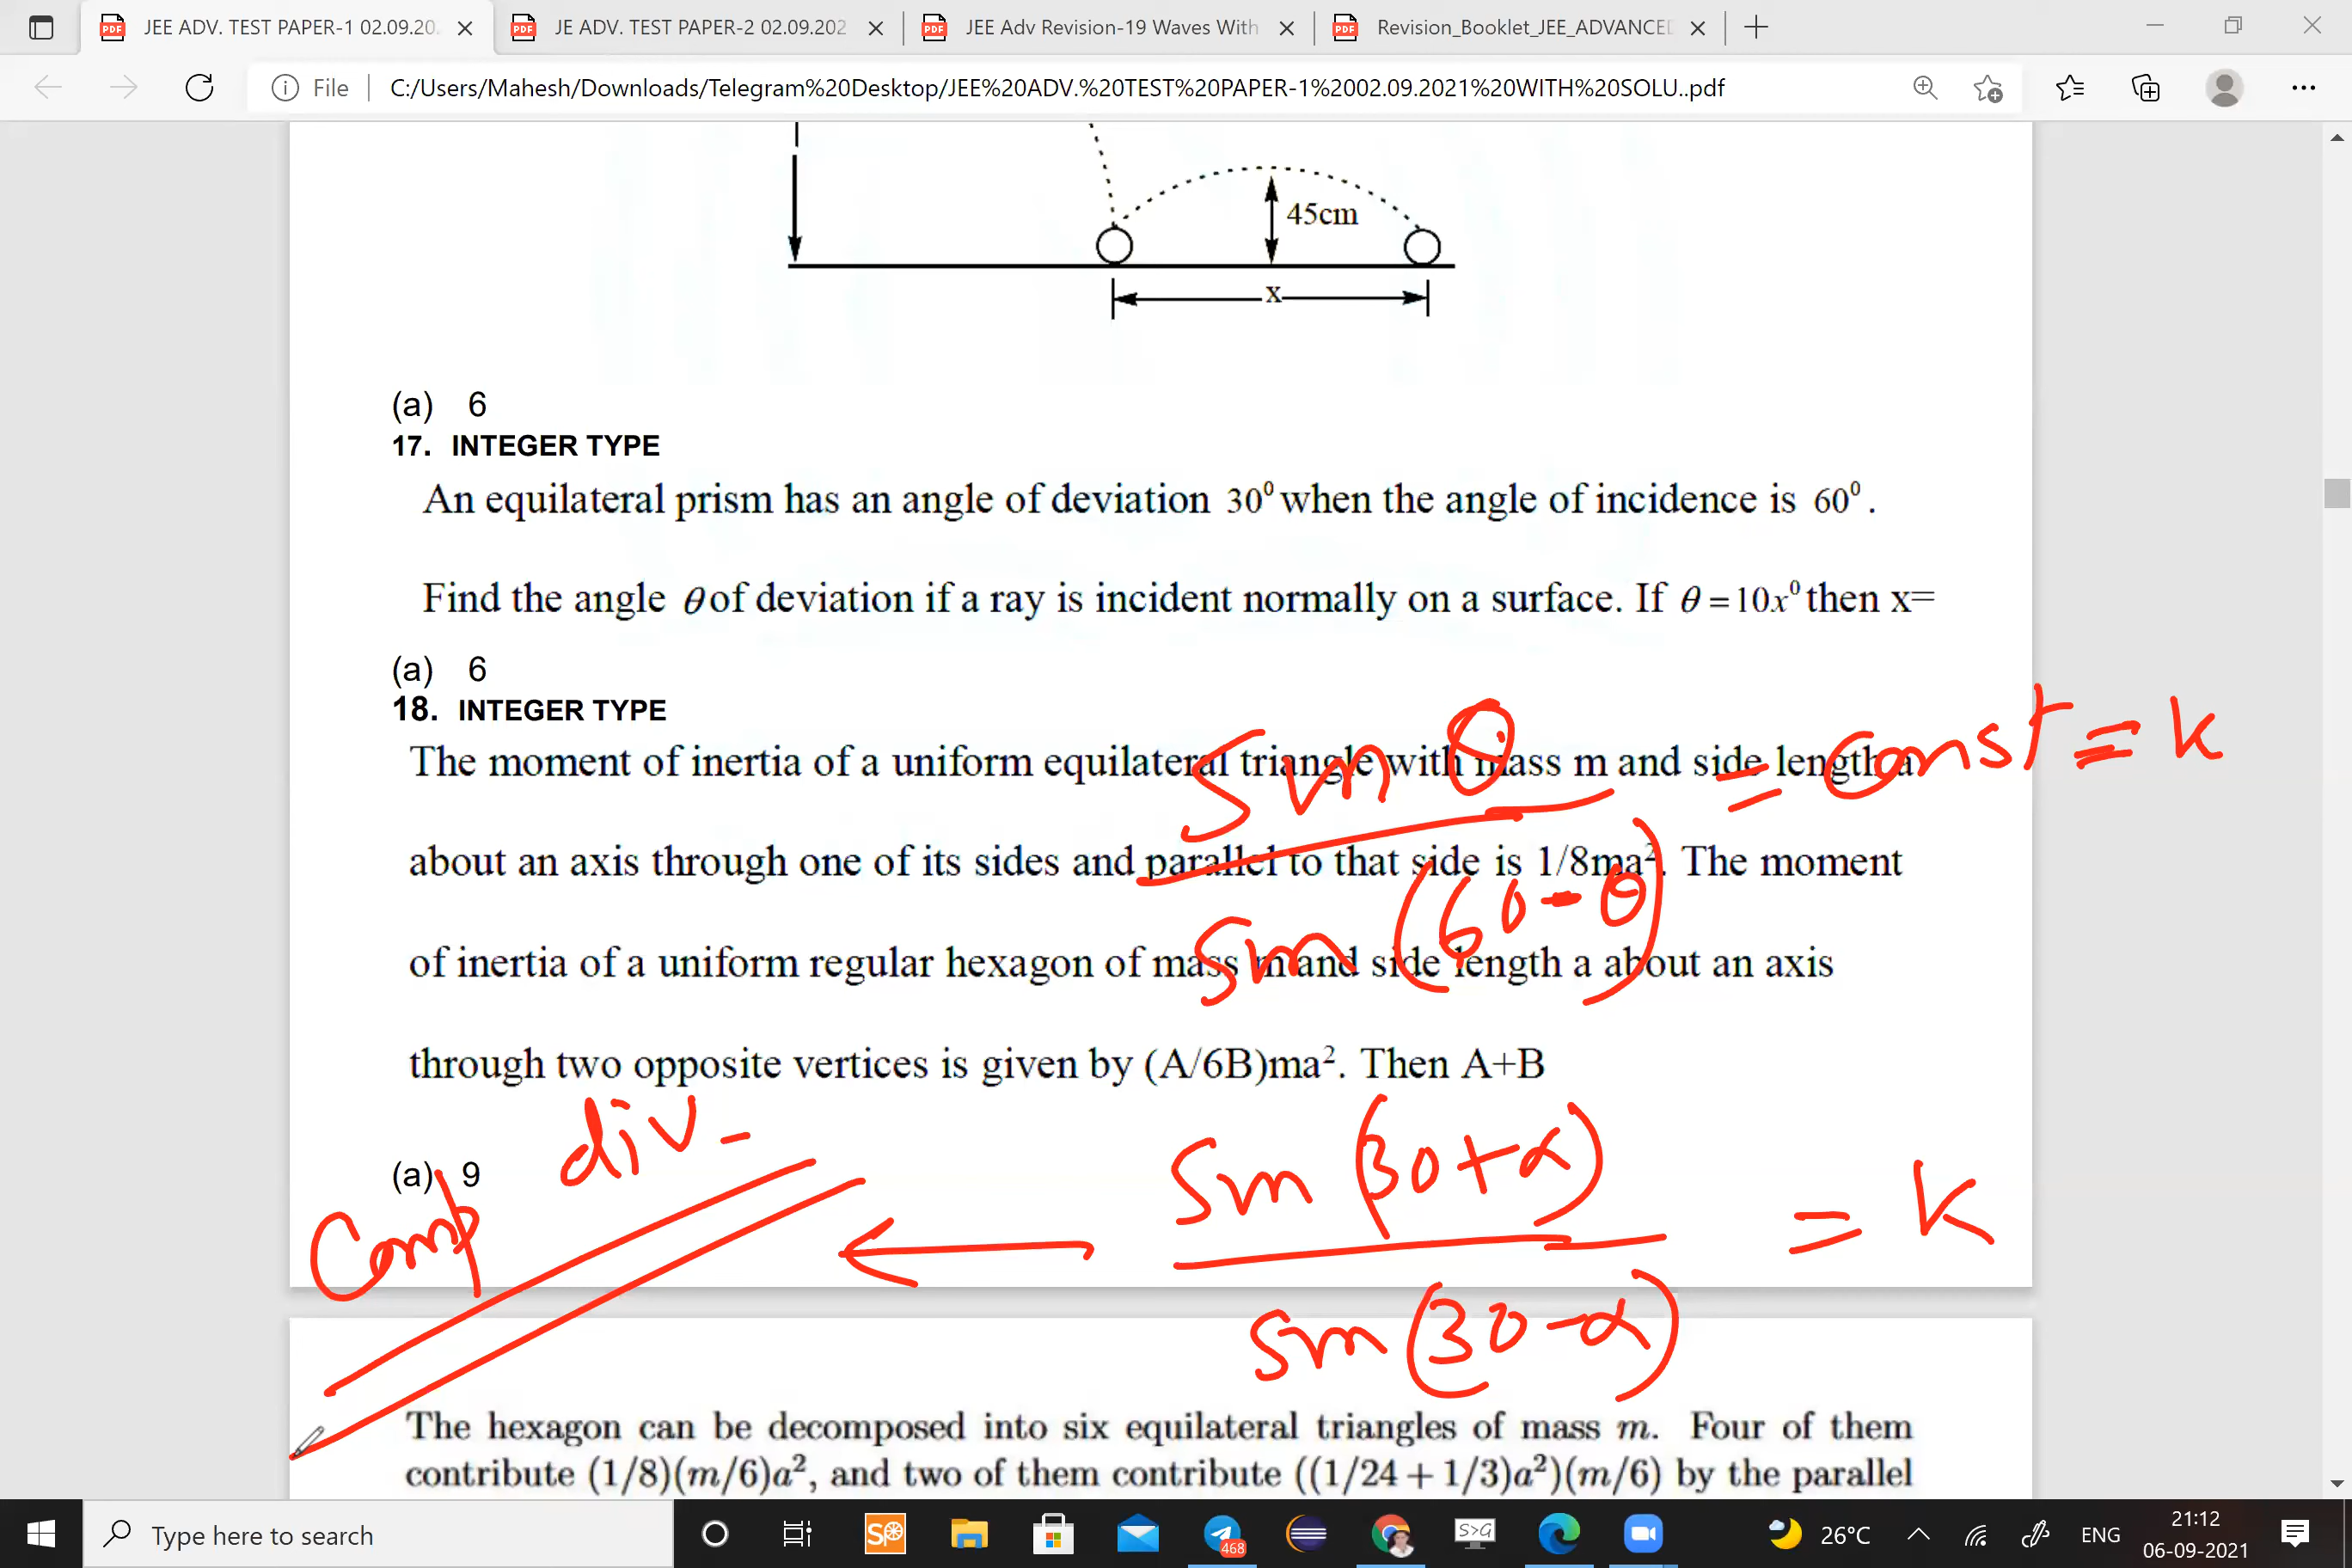 JEE ADV. TEST PAPER-1 02.09.20
JE ADV. TEST PAPER-2 02.09.202
JEE Adv Revision-19 Waves With
Revision_Booklet_JEE_ADVANCED
File
C:/Users/Mahesh/Downloads/Telegram%20Desktop/JEE%20ADV.%20TEST%20PAPER-1%2002.09.2021%20WITH%20SOLU..pdf
45cm
x
(a) 6
17. INTEGER TYPE
An equilateral prism has an angle of deviation 30⁰ when the angle of incidence is 60⁰.
Find the angle θ of deviation if a ray is incident normally on a surface. If θ = 10x⁰ then x=
(a) 6
18. INTEGER TYPE
The moment of inertia of a uniform equilateral triangle with mass m and side length a
about an axis through one of its sides and parallel to that side is 1/8ma². The moment
of inertia of a uniform regular hexagon of mass m and side length a about an axis
through two opposite vertices is given by (A/6B)ma². Then A+B
(a) 9
Sin θ
= const = k
Sin (60-θ)
Comp div -
Sin (30+α)
= k
Sin (30-α)
The hexagon can be decomposed into six equilateral triangles of mass m. Four of them
contribute (1/8)(m/6)a², and two of them contribute ((1/24 + 1/3)a²)(m/6) by the parallel
Type here to search
SP
468
S>G
26°C
ENG
21:12
06-09-2021